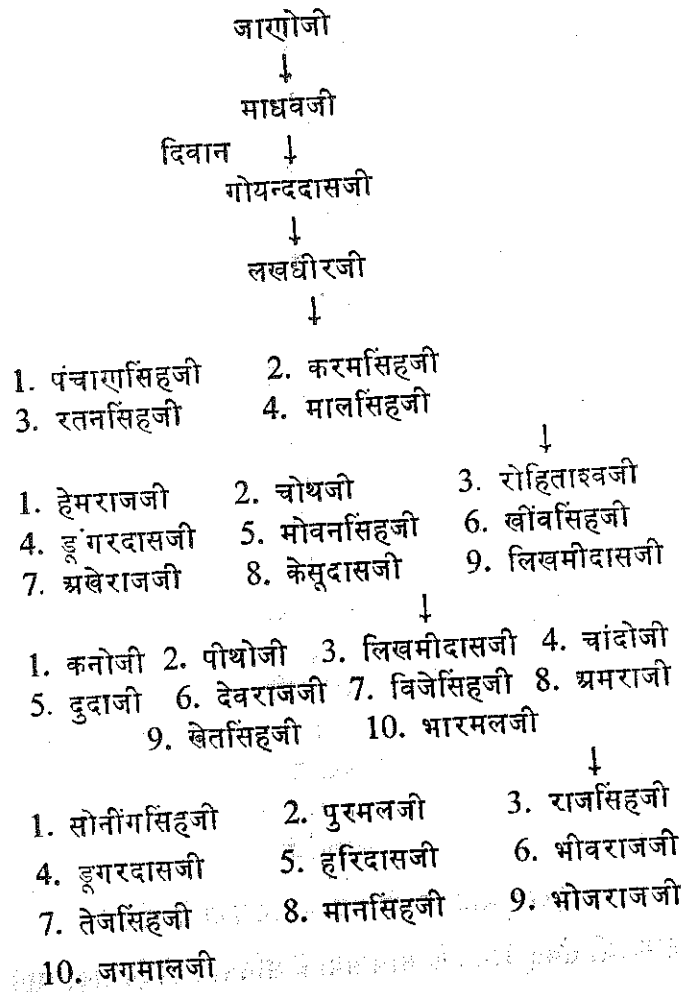 जाणोजी
↓
माधवजी
दिवान ↓
गोयन्ददासजी
↓
लखधीरजी
↓
1. पंचाणसिंहजी 2. करमसिंहजी
3. रतनसिंहजी 4. मालसिंहजी
↓
1. हेमराजजी 2. चोथजी 3. रोहिताश्वजी
4. डूंगरदासजी 5. मोवनसिंहजी 6. खींवसिंहजी
7. अखेराजजी 8. केसूदासजी 9. लिखमीदासजी
↓
1. कनोजी 2. पीथोजी 3. लिखमीदासजी 4. चांदोजी
5. दुदाजी 6. देवराजजी 7. विजेसिंहजी 8. अमराजी
9. खेतसिंहजी 10. भारमलजी
↓
1. सोनींगसिंहजी 2. पुरमलजी 3. राजसिंहजी
4. डूगरदासजी 5. हरिदासजी 6. भीवराजजी
7. तेजसिंहजी 8. मानसिंहजी 9. भोजराजजी
10. जगमालजी